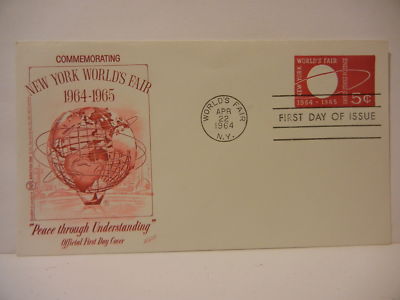 COMMEMORATING
NEW YORK WORLD'S FAIR
1964-1965
"Peace through Understanding"
Official First Day Cover
WORLD'S FAIR
APR
22
1964
N.Y.
FIRST DAY OF ISSUE
NEW YORK WORLD'S FAIR
1964 - 1965
5¢